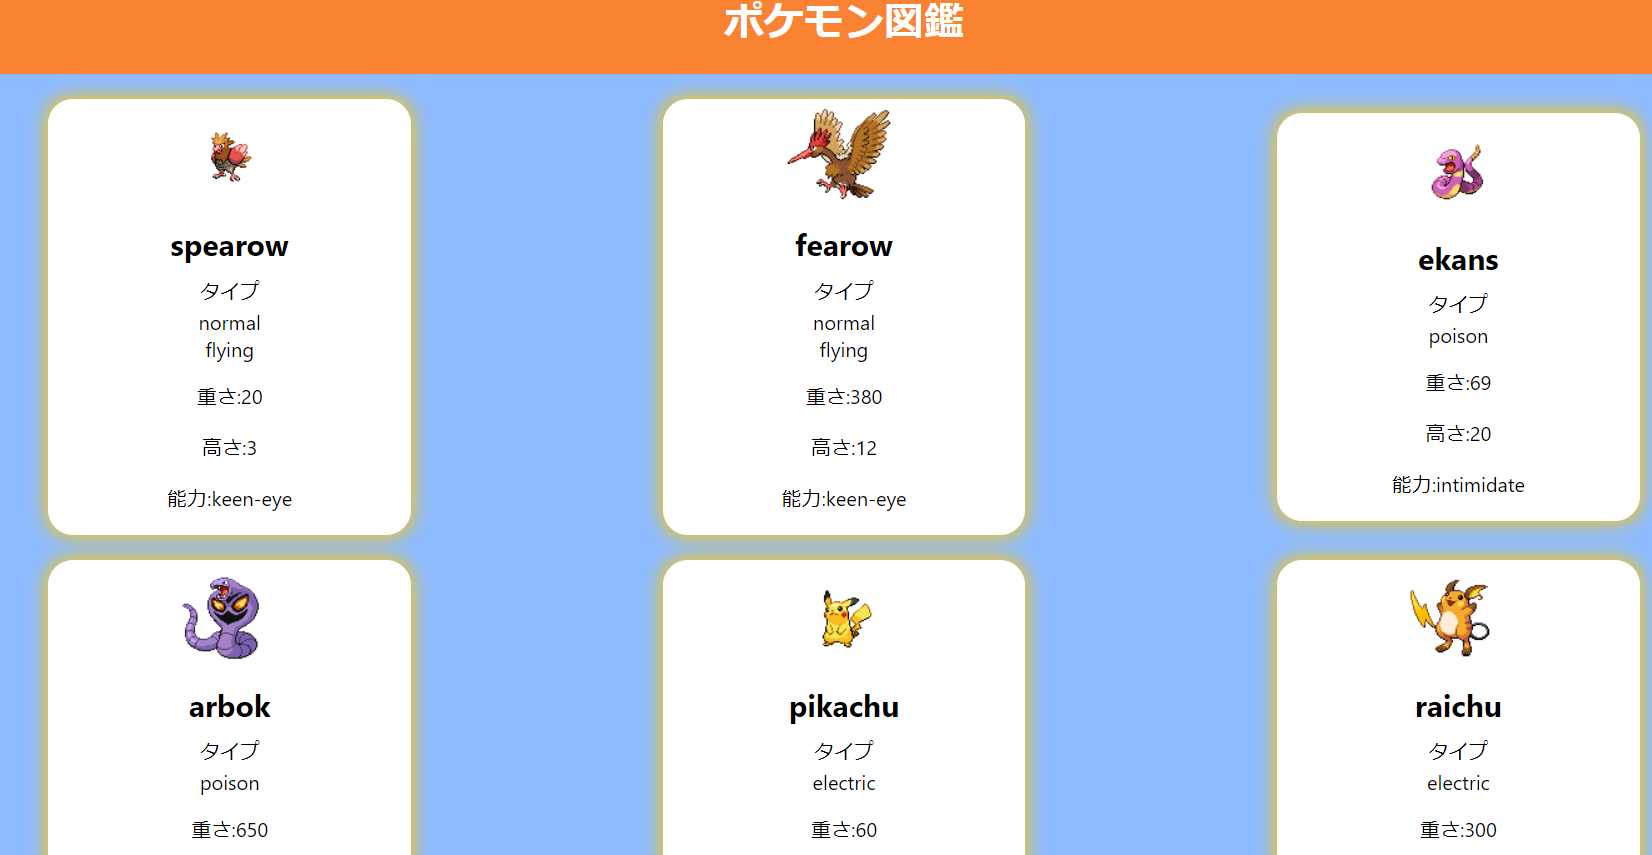 ポケモン図鑑
spearow
タイプ
normal
flying
重さ:20
高さ:3
能力:keen-eye
fearow
タイプ
normal
flying
重さ:380
高さ:12
能力:keen-eye
ekans
タイプ
poison
重さ:69
高さ:20
能力:intimidate
arbok
タイプ
poison
重さ:650
pikachu
タイプ
electric
重さ:60
raichu
タイプ
electric
重さ:300